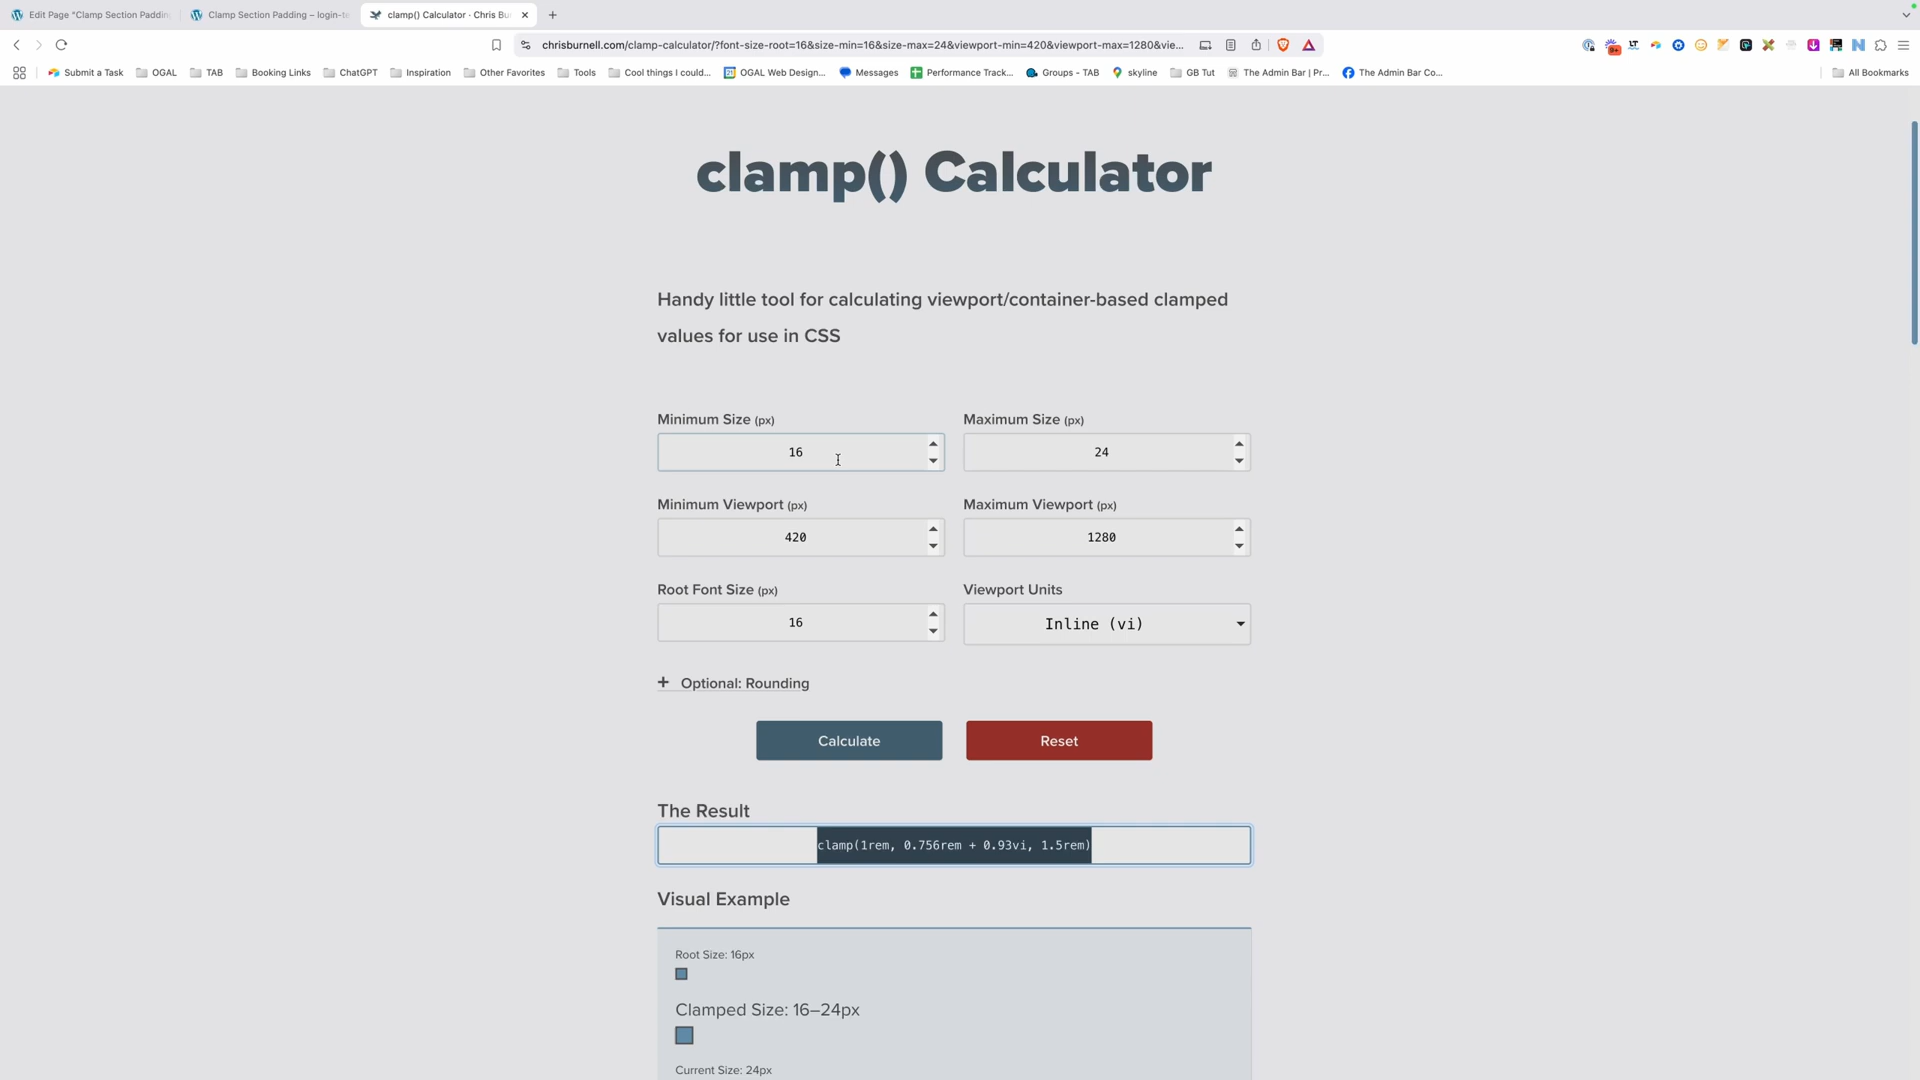 Edit Page "Clamp Section Paddin
Clamp Section Padding – login-te
clamp() Calculator · Chris Bu
chrisburnell.com/clamp-calculator/?font-size-root=16&size-min=16&size-max=24&viewport-min=420&viewport-max=1280&vie...
Submit a Task
OGAL
TAB
Booking Links
ChatGPT
Inspiration
Other Favorites
Tools
Cool things I could...
OGAL Web Design...
Messages
Performance Track...
Groups - TAB
skyline
GB Tut
The Admin Bar | Pr...
The Admin Bar Co...
All Bookmarks
clamp() Calculator
Handy little tool for calculating viewport/container-based clamped
values for use in CSS
Minimum Size (px)
Maximum Size (px)
16
24
Minimum Viewport (px)
Maximum Viewport (px)
420
1280
Root Font Size (px)
Viewport Units
16
Inline (vi)
+ Optional: Rounding
Calculate
Reset
The Result
clamp(1rem, 0.756rem + 0.93vi, 1.5rem)
Visual Example
Root Size: 16px
Clamped Size: 16–24px
Current Size: 24px